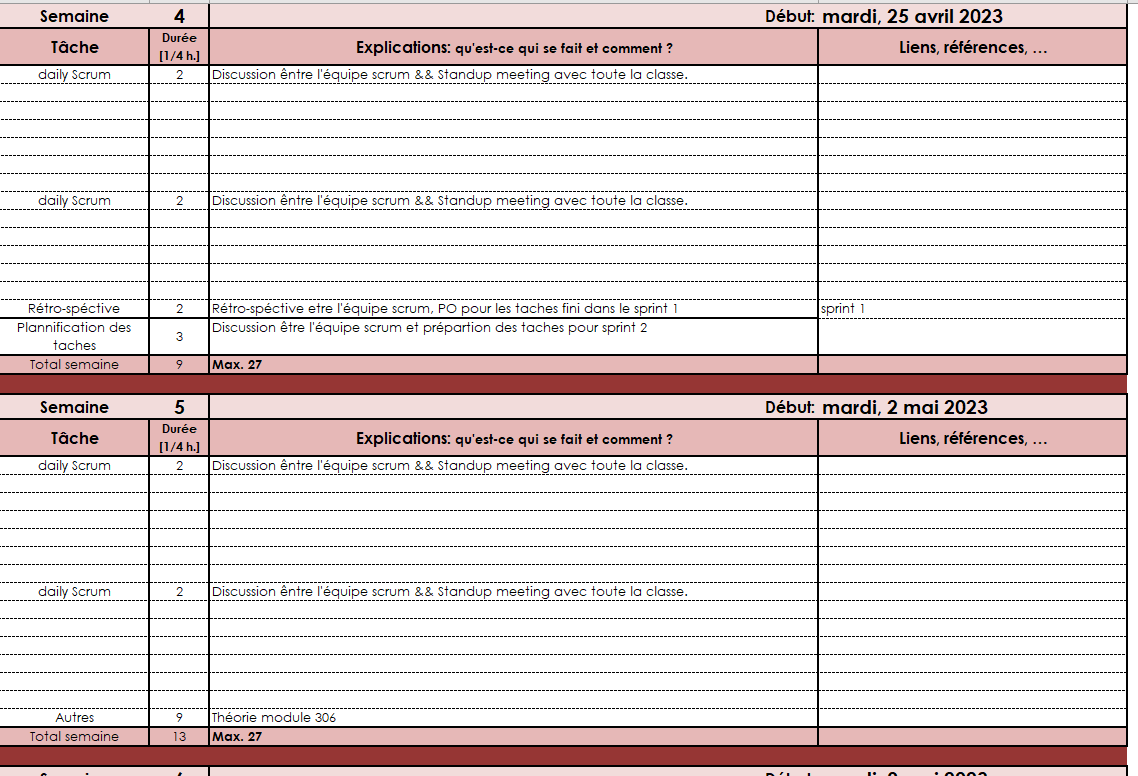 Semaine 4 Début: mardi, 25 avril 2023
Tâche Durée [1/4 h.] Explications: qu'est-ce qui se fait et comment ? Liens, références, …
daily Scrum 2 Discussion êntre l'équipe scrum && Standup meeting avec toute la classe.
daily Scrum 2 Discussion êntre l'équipe scrum && Standup meeting avec toute la classe.
Rétro-spéctive 2 Rétro-spéctive etre l'équipe scrum, PO pour les taches fini dans le sprint 1 sprint 1
Plannification des taches 3 Discussion être l'équipe scrum et prépartion des taches pour sprint 2
Total semaine 9 Max. 27
Semaine 5 Début: mardi, 2 mai 2023
Tâche Durée [1/4 h.] Explications: qu'est-ce qui se fait et comment ? Liens, références, …
daily Scrum 2 Discussion êntre l'équipe scrum && Standup meeting avec toute la classe.
daily Scrum 2 Discussion êntre l'équipe scrum && Standup meeting avec toute la classe.
Autres 9 Théorie module 306
Total semaine 13 Max. 27